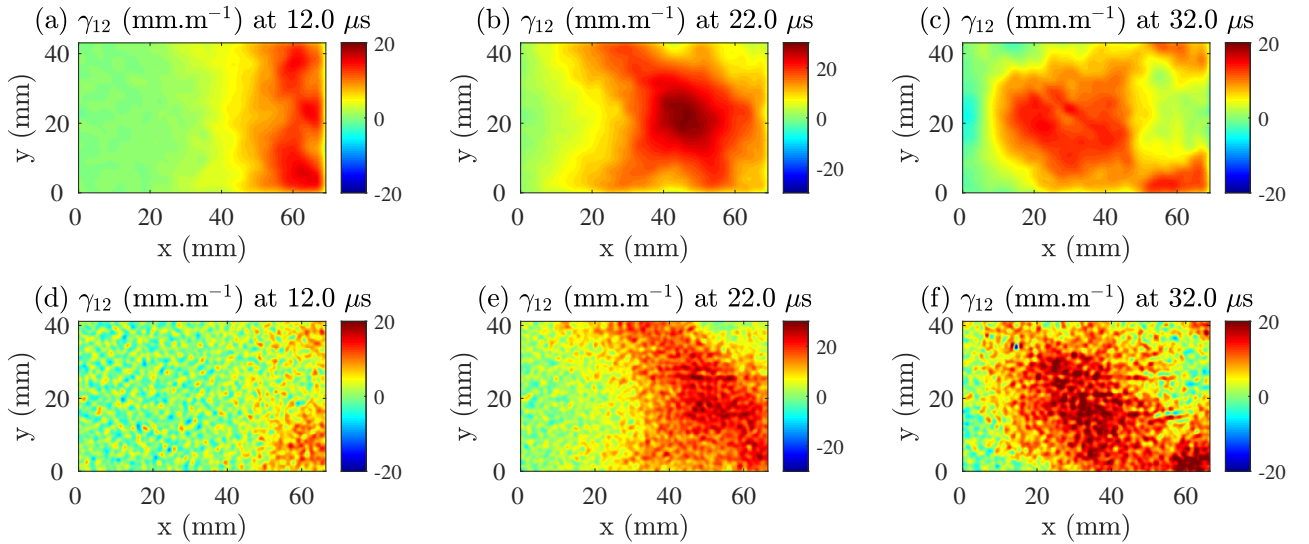 (a) γ₁₂ (mm.m⁻¹) at 12.0 μs
(b) γ₁₂ (mm.m⁻¹) at 22.0 μs
(c) γ₁₂ (mm.m⁻¹) at 32.0 μs
40
20
0
y (mm)
0 20 40 60
x (mm)
20
0
-20
40
20
0
y (mm)
0 20 40 60
x (mm)
20
0
-20
40
20
0
y (mm)
0 20 40 60
x (mm)
20
0
-20
(d) γ₁₂ (mm.m⁻¹) at 12.0 μs
(e) γ₁₂ (mm.m⁻¹) at 22.0 μs
(f) γ₁₂ (mm.m⁻¹) at 32.0 μs
40
20
0
y (mm)
0 20 40 60
x (mm)
20
0
-20
40
20
0
y (mm)
0 20 40 60
x (mm)
20
0
-20
40
20
0
y (mm)
0 20 40 60
x (mm)
20
0
-20